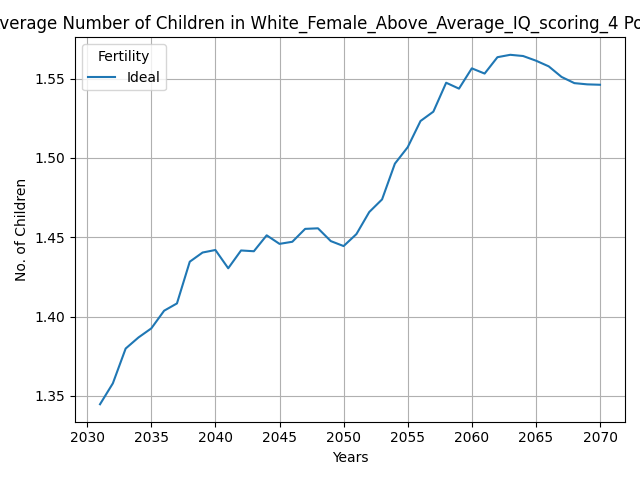 verage Number of Children in White_Female_Above_Average_IQ_scoring_4 Po
Fertility
Ideal
No. of Children
1.55
1.50
1.45
1.40
1.35
2030 2035 2040 2045 2050 2055 2060 2065 2070
Years